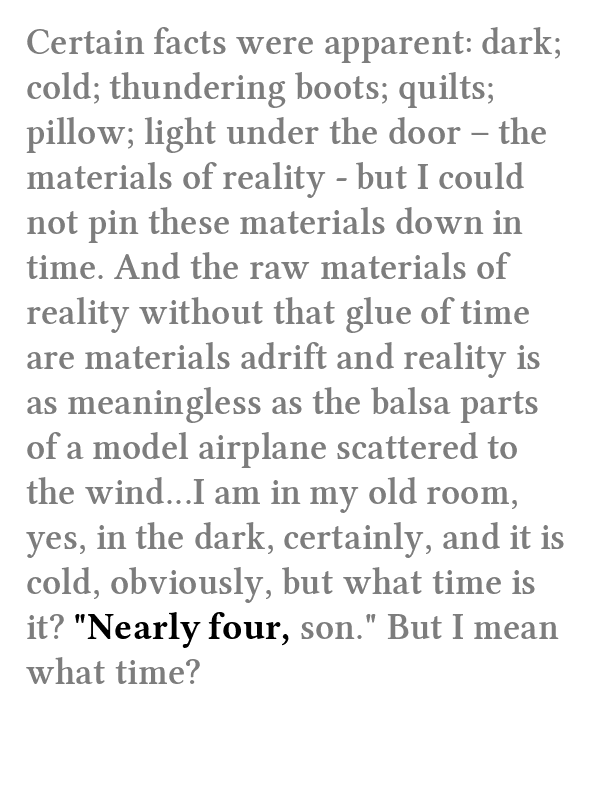 Certain facts were apparent: dark;
cold; thundering boots; quilts;
pillow; light under the door – the
materials of reality - but I could
not pin these materials down in
time. And the raw materials of
reality without that glue of time
are materials adrift and reality is
as meaningless as the balsa parts
of a model airplane scattered to
the wind...I am in my old room,
yes, in the dark, certainly, and it is
cold, obviously, but what time is
it? "Nearly four, son." But I mean
what time?